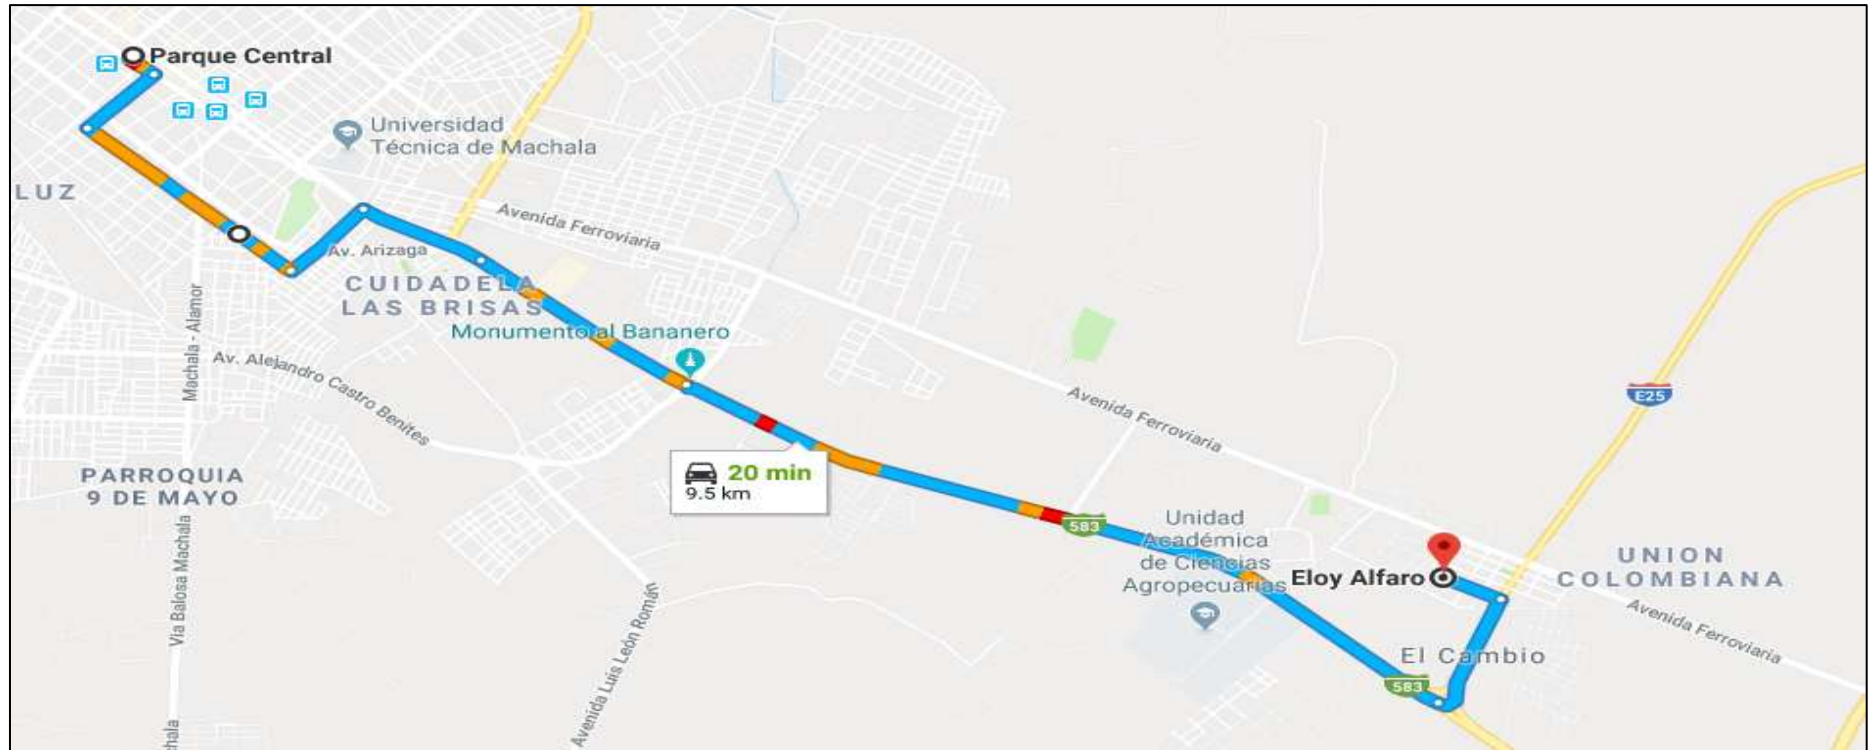 Parque Central
Universidad
Técnica de Machala
LUZ
Avenida Ferroviaria
Av. Arizaga
CUIDADELA
LAS BRISAS
Machala - Alamor
Monumento al Bananero
Av. Alejandro Castro Benites
Avenida Ferroviaria
E25
PARROQUIA
9 DE MAYO
20 min
9.5 km
583
Unidad
Académica
de Ciencias
Agropecuarias
Eloy Alfaro
UNION
COLOMBIANA
Via Balosa Machala
Avenida Luis León Román
Avenida Ferroviaria
El Cambio
583
hala